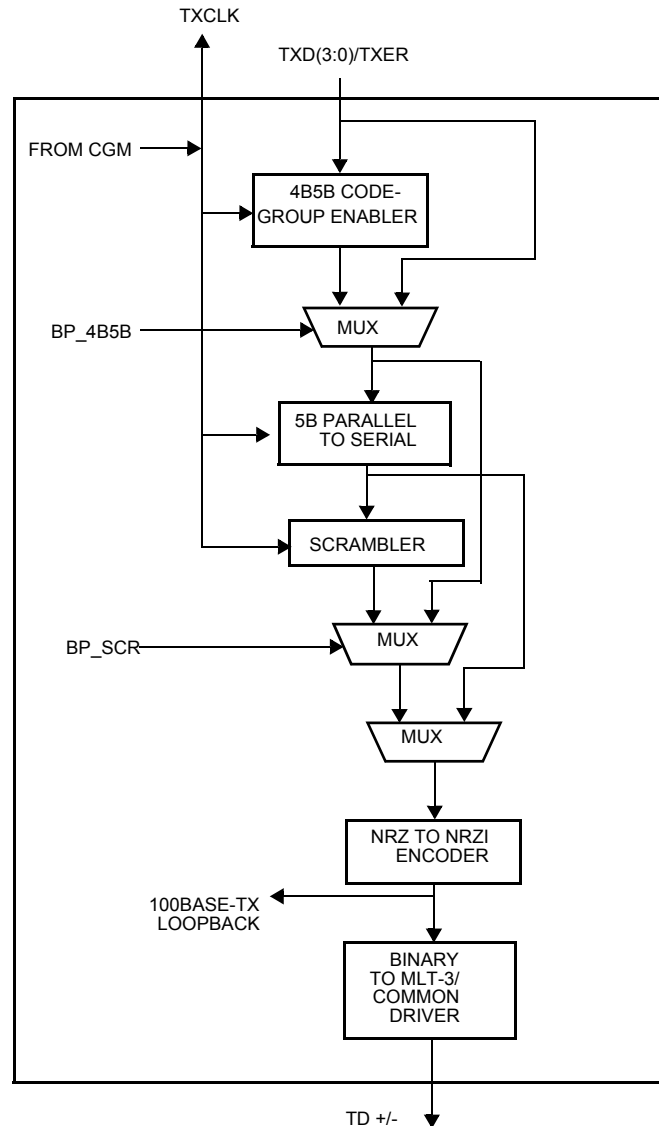 TXCLK
TXD(3:0)/TXER
FROM CGM
4B5B CODE-
GROUP ENABLER
BP_4B5B
MUX
5B PARALLEL
TO SERIAL
SCRAMBLER
BP_SCR
MUX
MUX
NRZ TO NRZI
ENCODER
100BASE-TX
LOOPBACK
BINARY
TO MLT-3/
COMMON
DRIVER
TD +/-